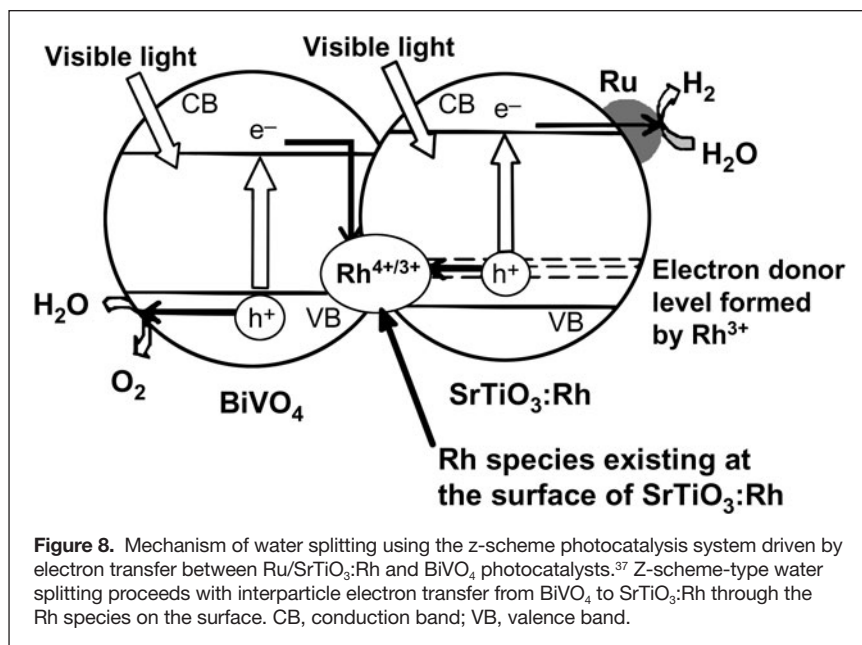 Visible light
Visible light
CB
e⁻
CB
e⁻
Ru
H₂
H₂O
Rh⁴⁺/³⁺
h⁺
Electron donor
level formed
by Rh³⁺
H₂O
h⁺
VB
VB
O₂
BiVO₄
SrTiO₃:Rh
Rh species existing at
the surface of SrTiO₃:Rh
Figure 8. Mechanism of water splitting using the z-scheme photocatalysis system driven by
electron transfer between Ru/SrTiO₃:Rh and BiVO₄ photocatalysts.³⁷ Z-scheme-type water
splitting proceeds with interparticle electron transfer from BiVO₄ to SrTiO₃:Rh through the
Rh species on the surface. CB, conduction band; VB, valence band.